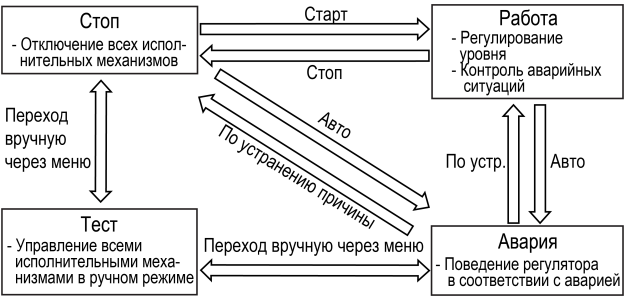 Стоп
- Отключение всех испол-
нительных механизмов
Старт
Стоп
Работа
- Регулирование
уровня
- Контроль аварийных
ситуаций
Переход
вручную
через меню
Авто
По устранению причины
По устр.
Авто
Тест
- Управление всеми
исполнительными меха-
низмами в ручном режиме
Переход вручную через меню
Авария
- Поведение регулятора
в соответствии с аварией